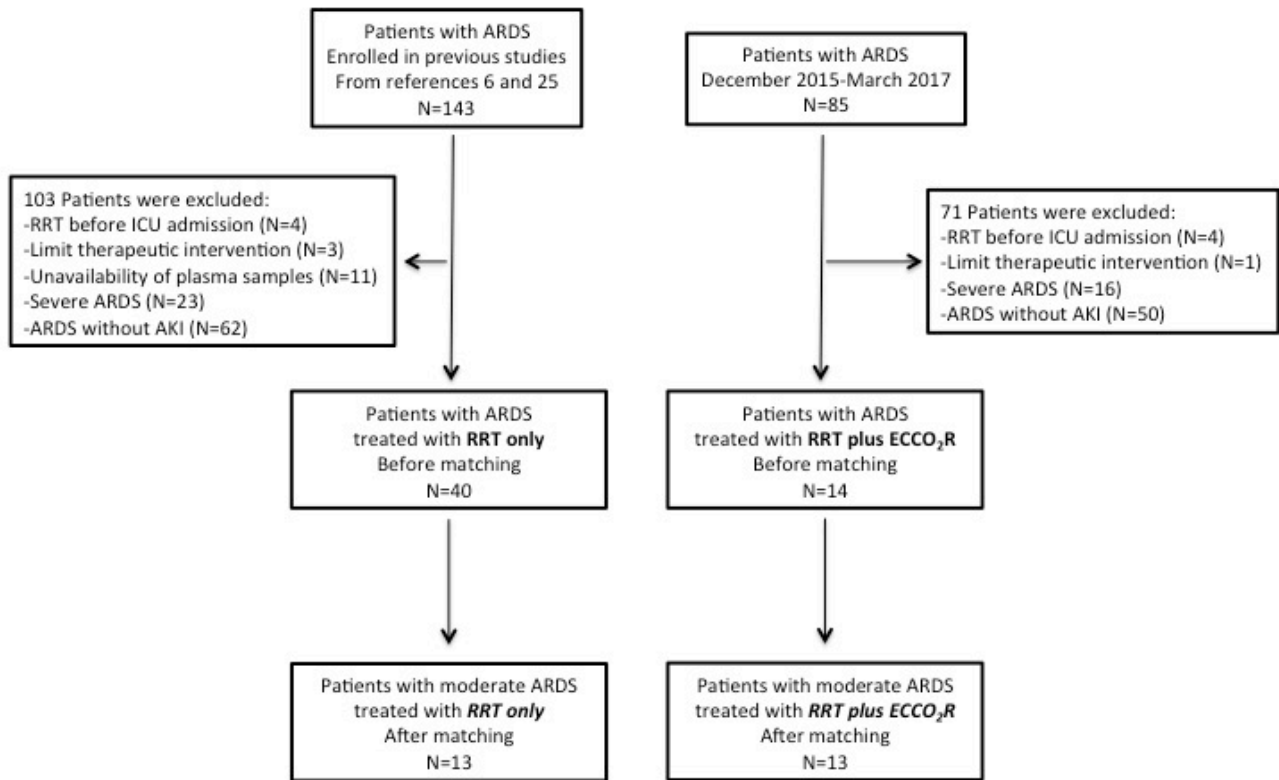 Patients with ARDS
Enrolled in previous studies
From references 6 and 25
N=143
Patients with ARDS
December 2015-March 2017
N=85
103 Patients were excluded:
-RRT before ICU admission (N=4)
-Limit therapeutic intervention (N=3)
-Unavailability of plasma samples (N=11)
-Severe ARDS (N=23)
-ARDS without AKI (N=62)
71 Patients were excluded:
-RRT before ICU admission (N=4)
-Limit therapeutic intervention (N=1)
-Severe ARDS (N=16)
-ARDS without AKI (N=50)
Patients with ARDS
treated with RRT only
Before matching
N=40
Patients with ARDS
treated with RRT plus ECCO₂R
Before matching
N=14
Patients with moderate ARDS
treated with RRT only
After matching
N=13
Patients with moderate ARDS
treated with RRT plus ECCO₂R
After matching
N=13